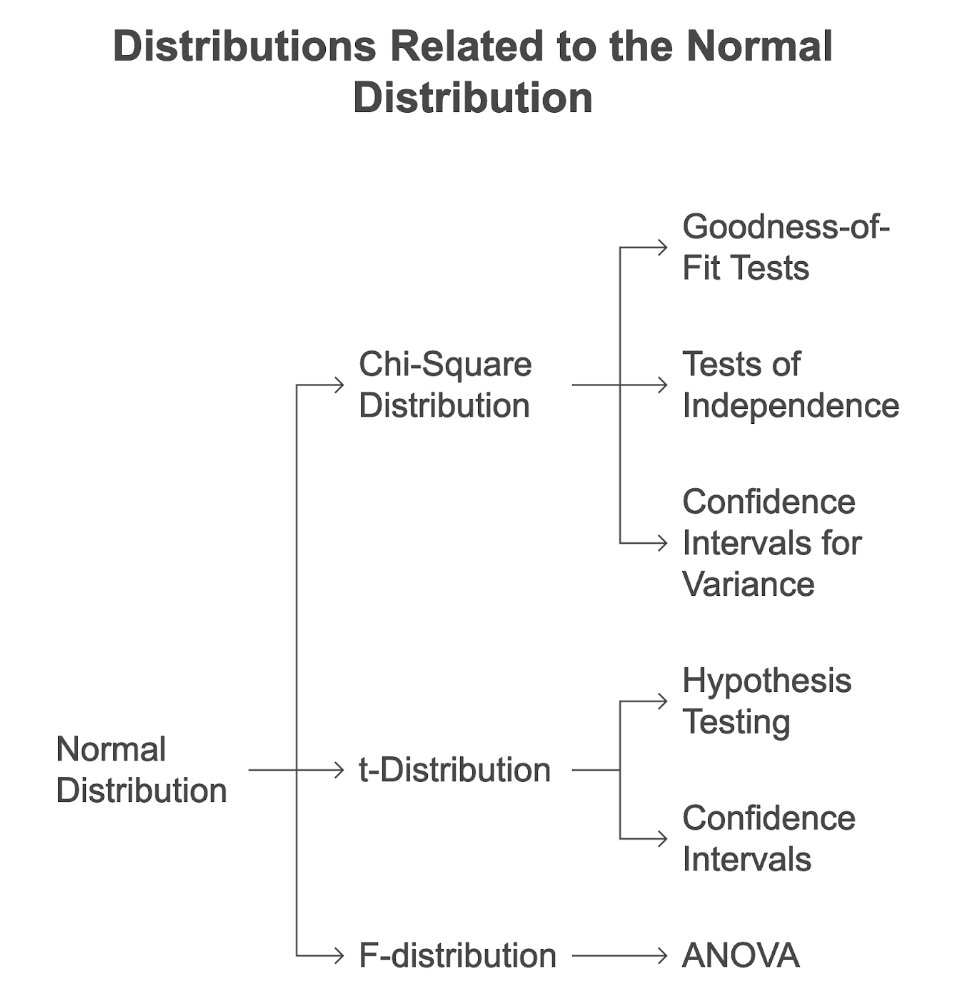 Distributions Related to the Normal
Distribution
Goodness-of-
Fit Tests
Chi-Square
Distribution
Tests of
Independence
Confidence
Intervals for
Variance
Hypothesis
Testing
Normal
Distribution
t-Distribution
Confidence
Intervals
F-distribution
ANOVA